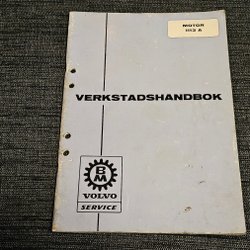 MOTOR
1113 A
VERKSTADSHANDBOK
BM
VOLVO
SERVICE